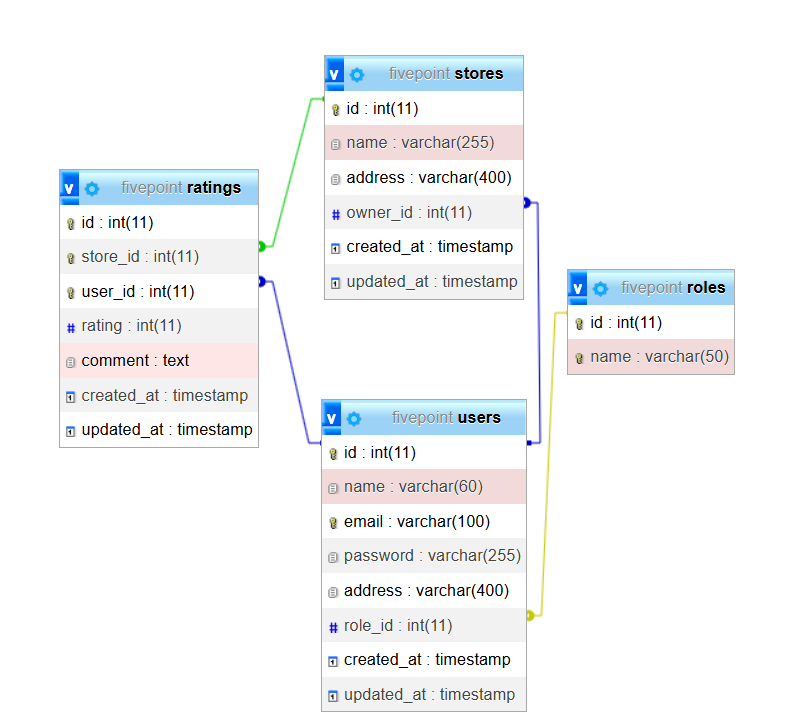 v fivepoint stores
id : int(11)
name : varchar(255)
address : varchar(400)
# owner_id : int(11)
created_at : timestamp
updated_at : timestamp
v fivepoint ratings
id : int(11)
store_id : int(11)
user_id : int(11)
# rating : int(11)
comment : text
created_at : timestamp
updated_at : timestamp
v fivepoint roles
id : int(11)
name : varchar(50)
v fivepoint users
id : int(11)
name : varchar(60)
email : varchar(100)
password : varchar(255)
address : varchar(400)
# role_id : int(11)
created_at : timestamp
updated_at : timestamp